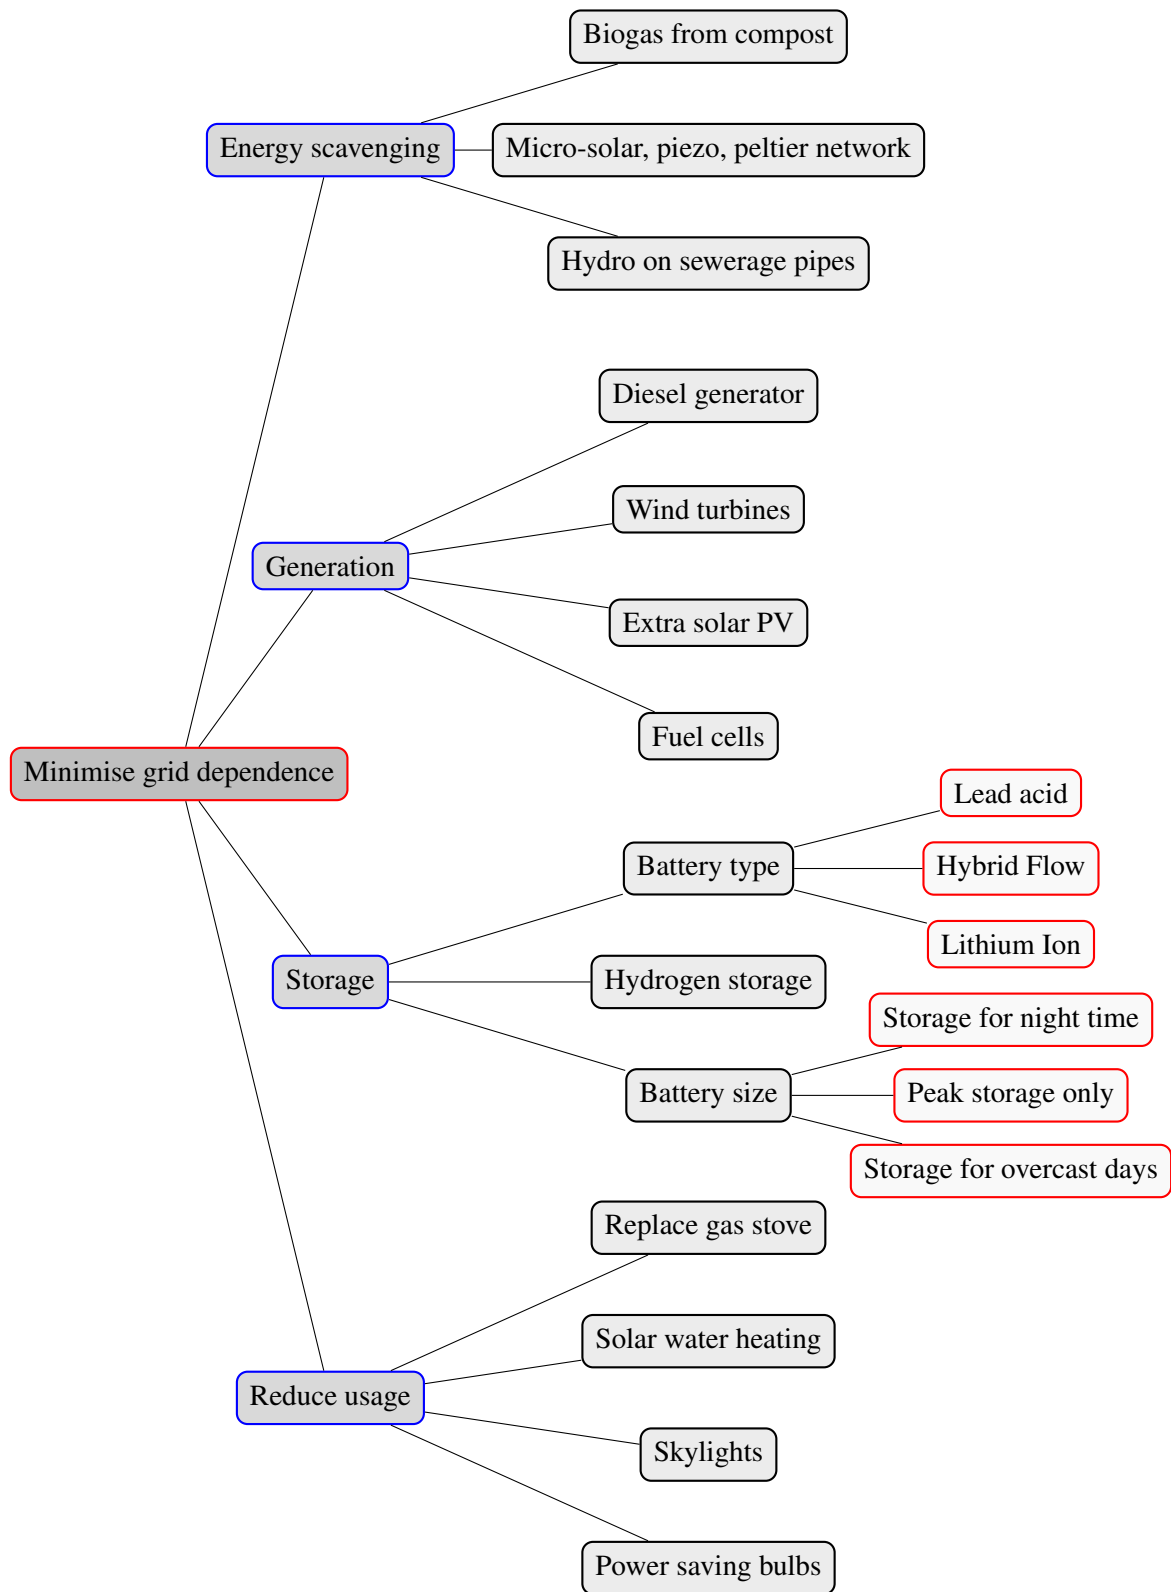 Biogas from compost
Energy scavenging
Micro-solar, piezo, peltier network
Hydro on sewerage pipes
Diesel generator
Wind turbines
Generation
Extra solar PV
Fuel cells
Minimise grid dependence
Lead acid
Battery type
Hybrid Flow
Lithium Ion
Storage
Hydrogen storage
Storage for night time
Battery size
Peak storage only
Storage for overcast days
Replace gas stove
Solar water heating
Reduce usage
Skylights
Power saving bulbs